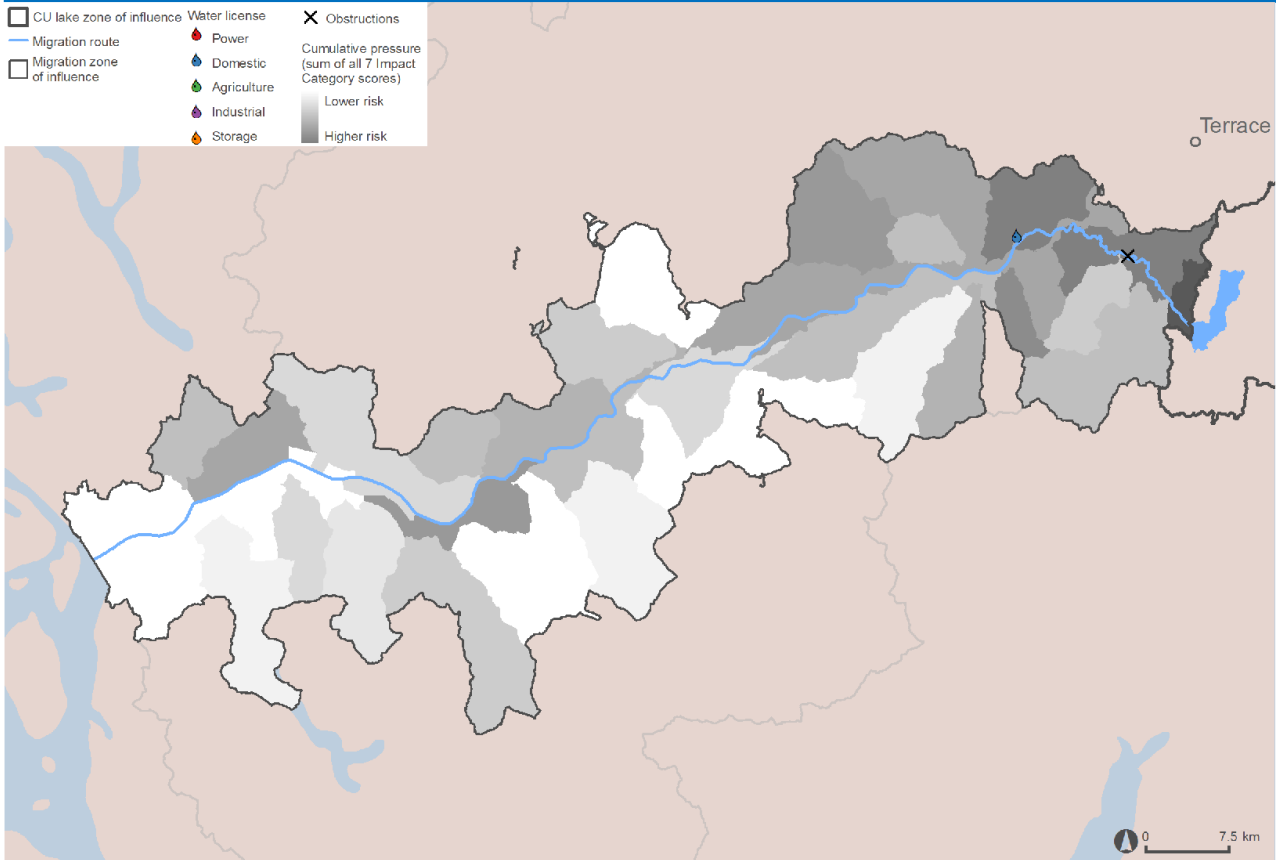 CU lake zone of influence
Migration route
Migration zone
of influence
Water license
Power
Domestic
Agriculture
Industrial
Storage
Obstructions
Cumulative pressure
(sum of all 7 Impact
Category scores)
Lower risk
Higher risk
Terrace
0 7.5 km